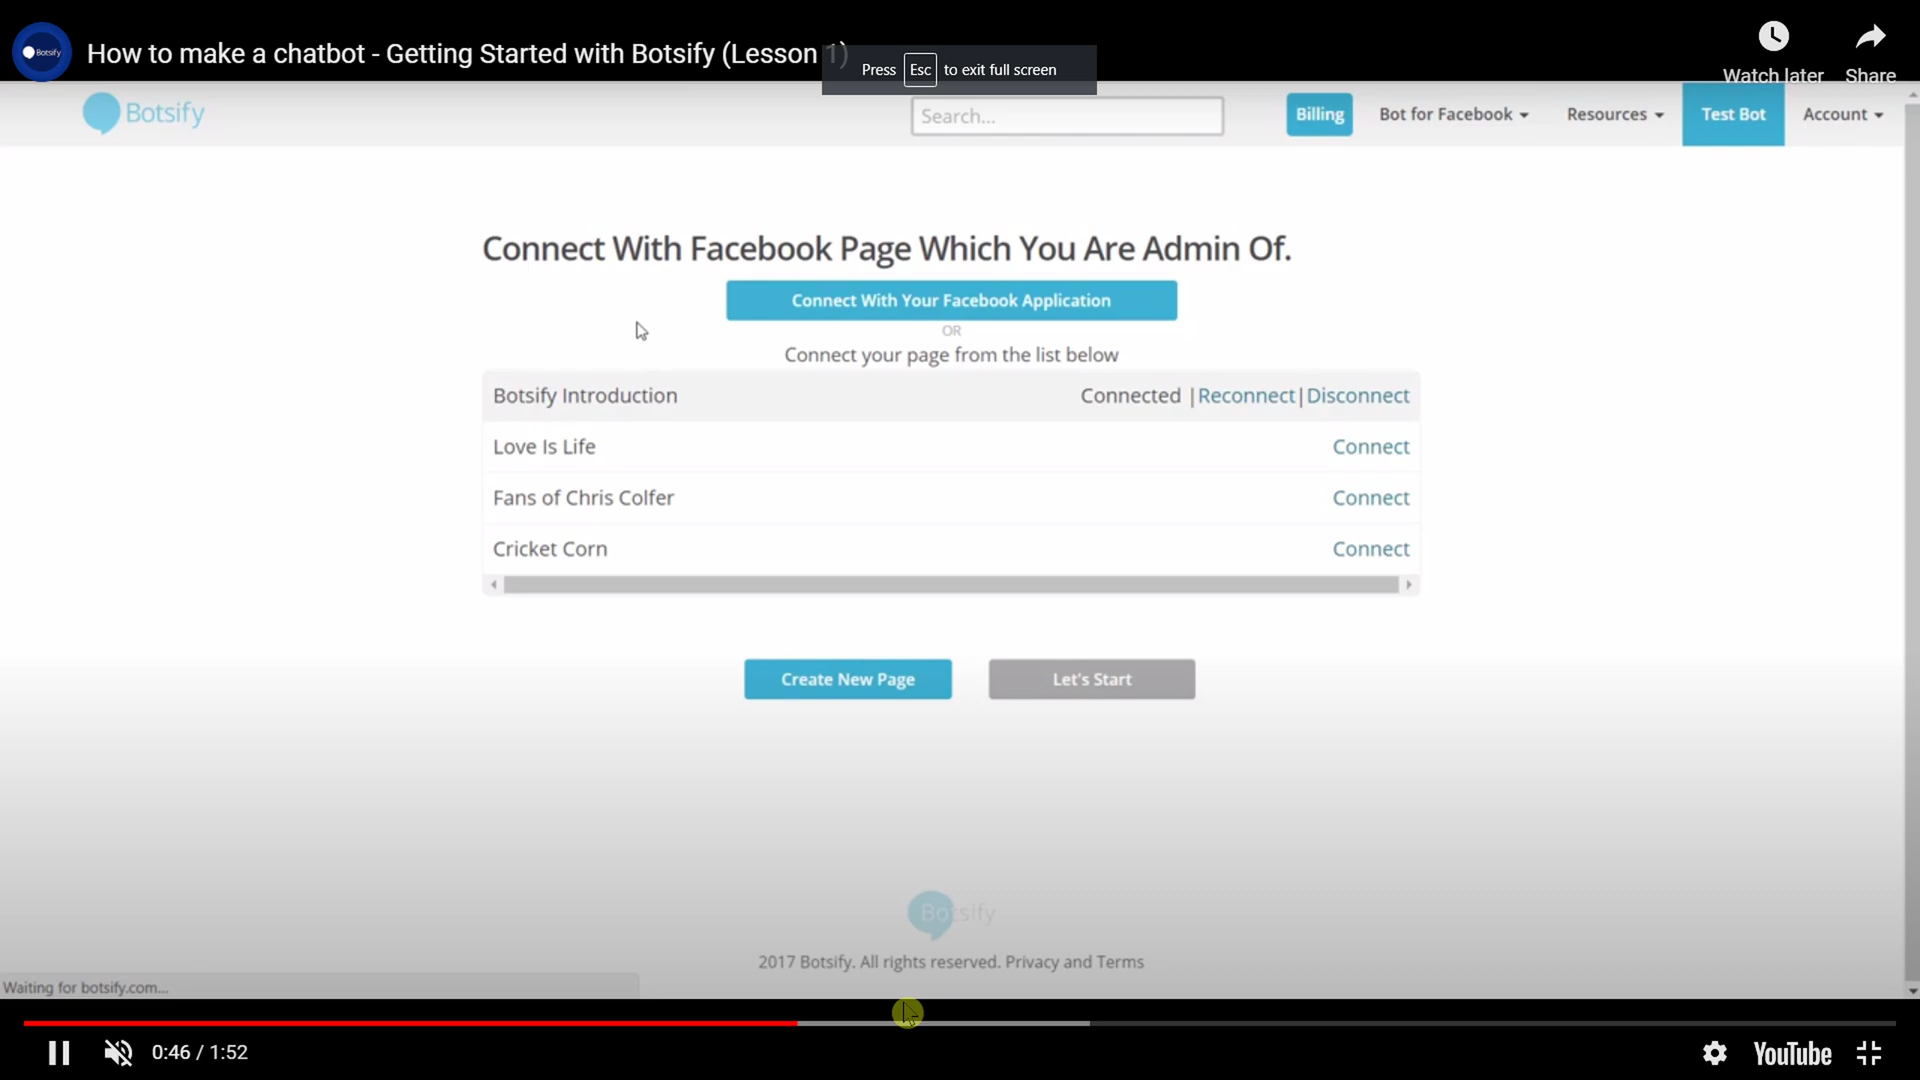 Botsify
How to make a chatbot - Getting Started with Botsify (Lesson 1)
Press Esc to exit full screen
Watch later
Share
Botsify
Search...
Billing
Bot for Facebook
Resources
Test Bot
Account
Connect With Facebook Page Which You Are Admin Of.
Connect With Your Facebook Application
OR
Connect your page from the list below
Botsify Introduction Connected |Reconnect|Disconnect
Love Is Life Connect
Fans of Chris Colfer Connect
Cricket Corn Connect
Create New Page
Let's Start
Botsify
2017 Botsify. All rights reserved. Privacy and Terms
Waiting for botsify.com...
0:46 / 1:52
YouTube